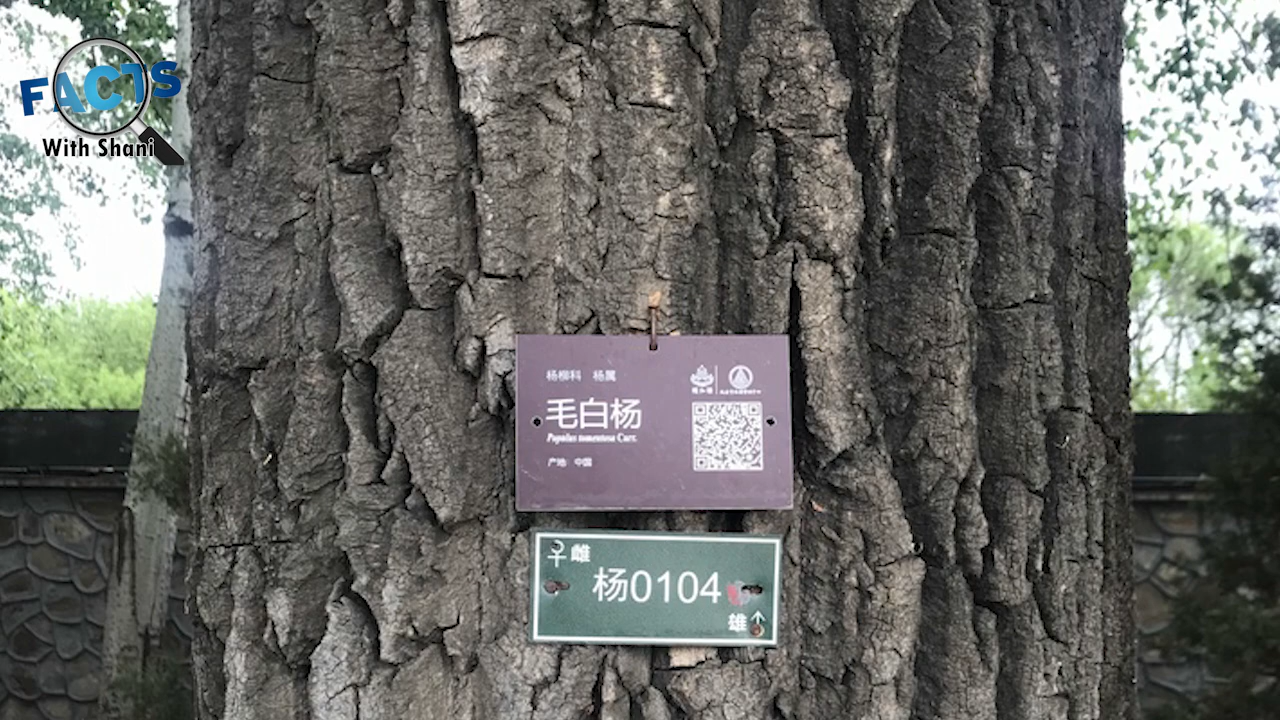 FACTS
With Shani
杨柳科 杨属
毛白杨
Populus tomentosa Carr.
产地: 中国
雌
杨0104
雄